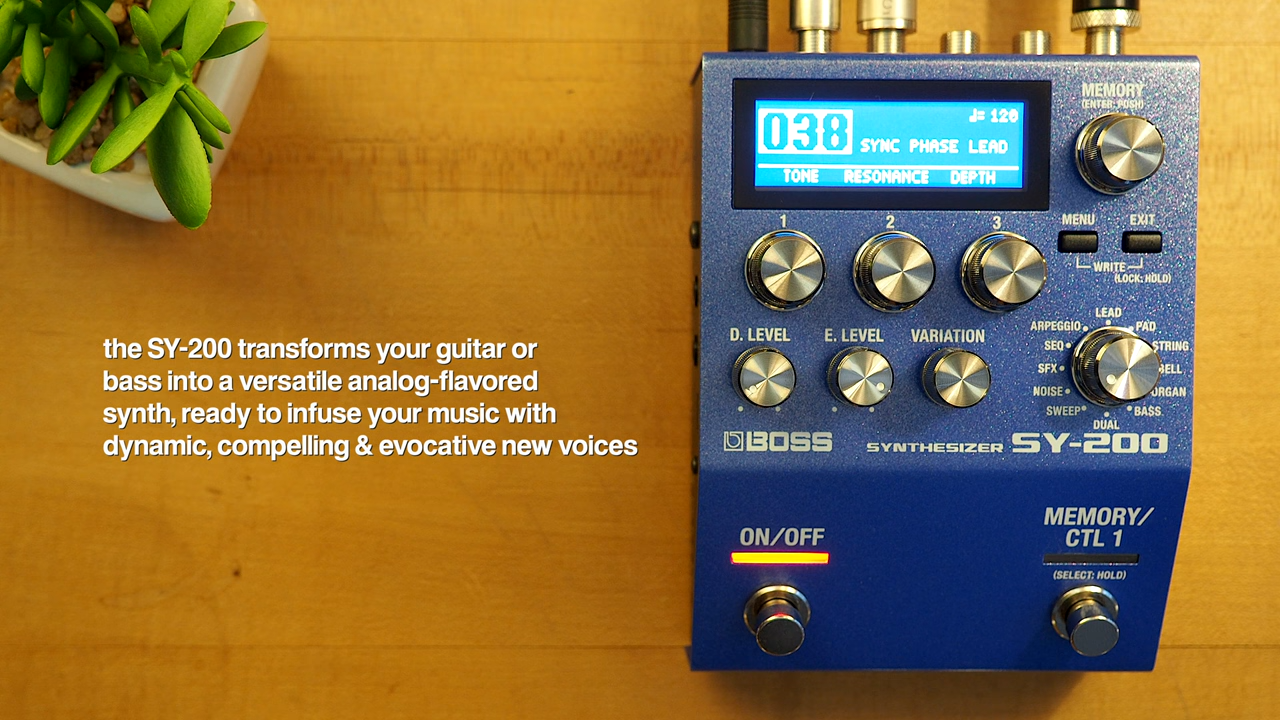 the SY-200 transforms your guitar or
bass into a versatile analog-flavored
synth, ready to infuse your music with
dynamic, compelling & evocative new voices
MEMORY
(ENTER: PUSH)
038
♩= 120
SYNC PHASE LEAD
TONE RESONANCE DEPTH
1 2 3
MENU EXIT
WRITE
(LOCK: HOLD)
D. LEVEL E. LEVEL VARIATION
LEAD
ARPEGGIO PAD
SEQ STRING
SFX BELL
NOISE ORGAN
SWEEP BASS
DUAL
BOSS SYNTHESIZER SY-200
ON/OFF
MEMORY/
CTL 1
(SELECT: HOLD)